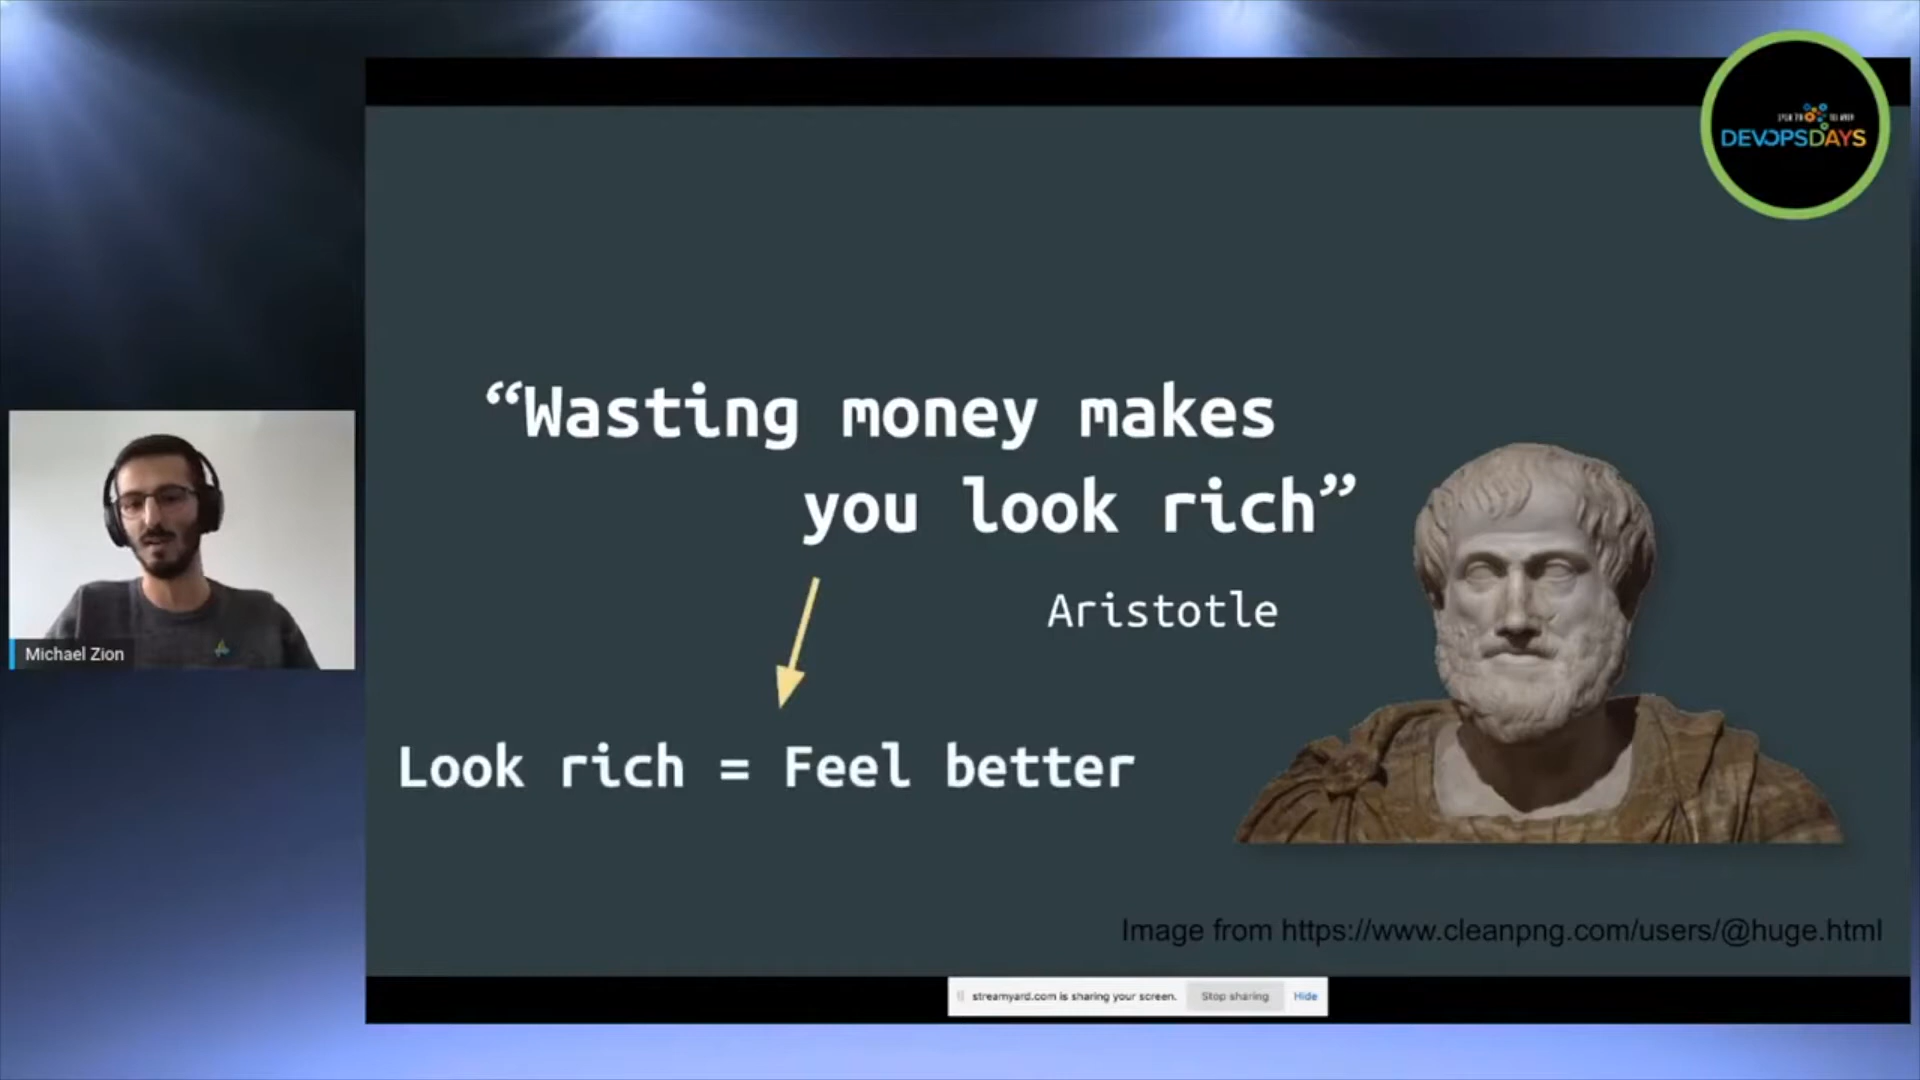 DEVOPSDAYS
“Wasting money makes
you look rich”
Aristotle
Look rich = Feel better
Michael Zion
Image from https://www.cleanpng.com/users/@huge.html
streamyard.com is sharing your screen. Stop sharing Hide